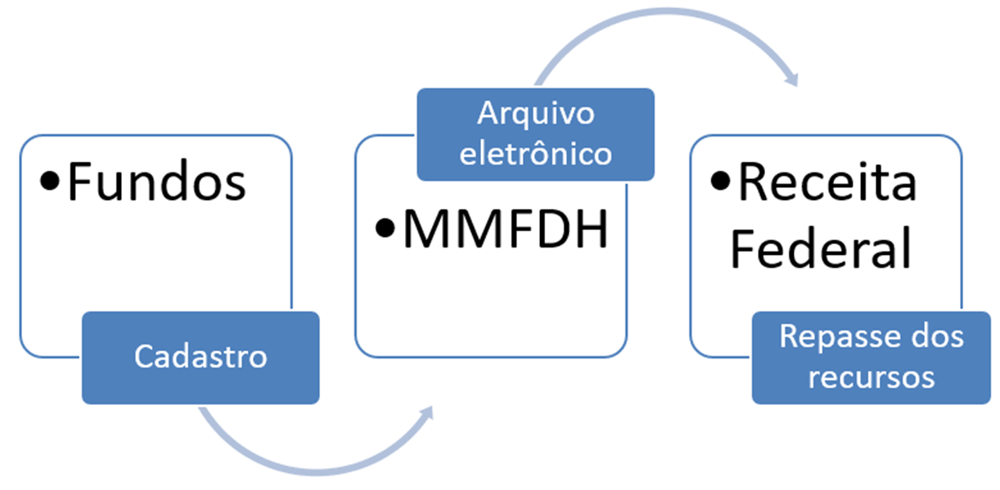 •Fundos
Cadastro
Arquivo
eletrônico
•MMFDH
•Receita
Federal
Repasse dos
recursos